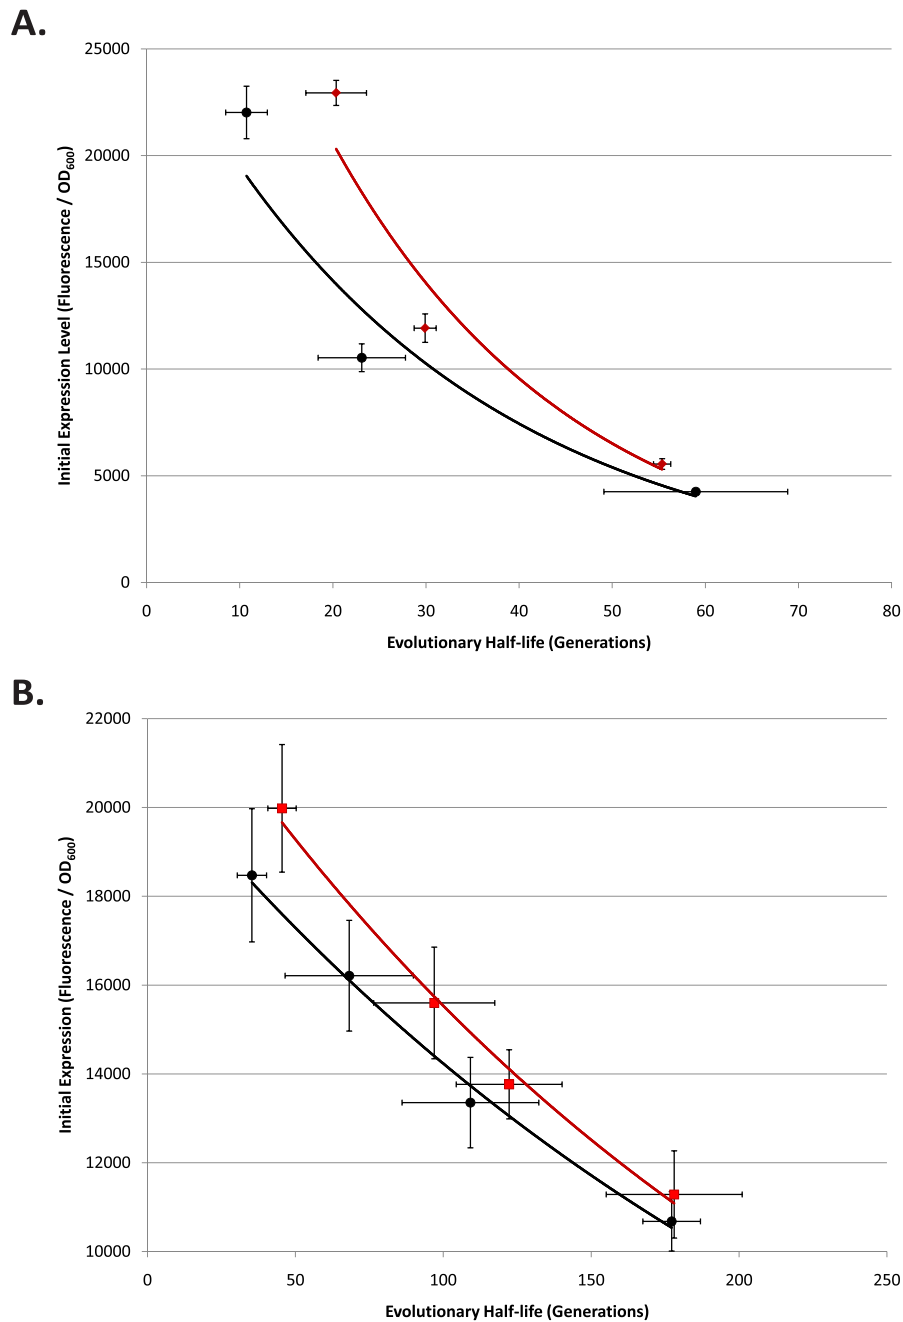 A.
25000
20000
15000
10000
5000
0
Initial Expression Level (Fluorescence / OD600)
0 10 20 30 40 50 60 70 80
Evolutionary Half-life (Generations)
B.
22000
20000
18000
16000
14000
12000
10000
Initial Expression (Fluorescence / OD600)
0 50 100 150 200 250
Evolutionary Half-life (Generations)